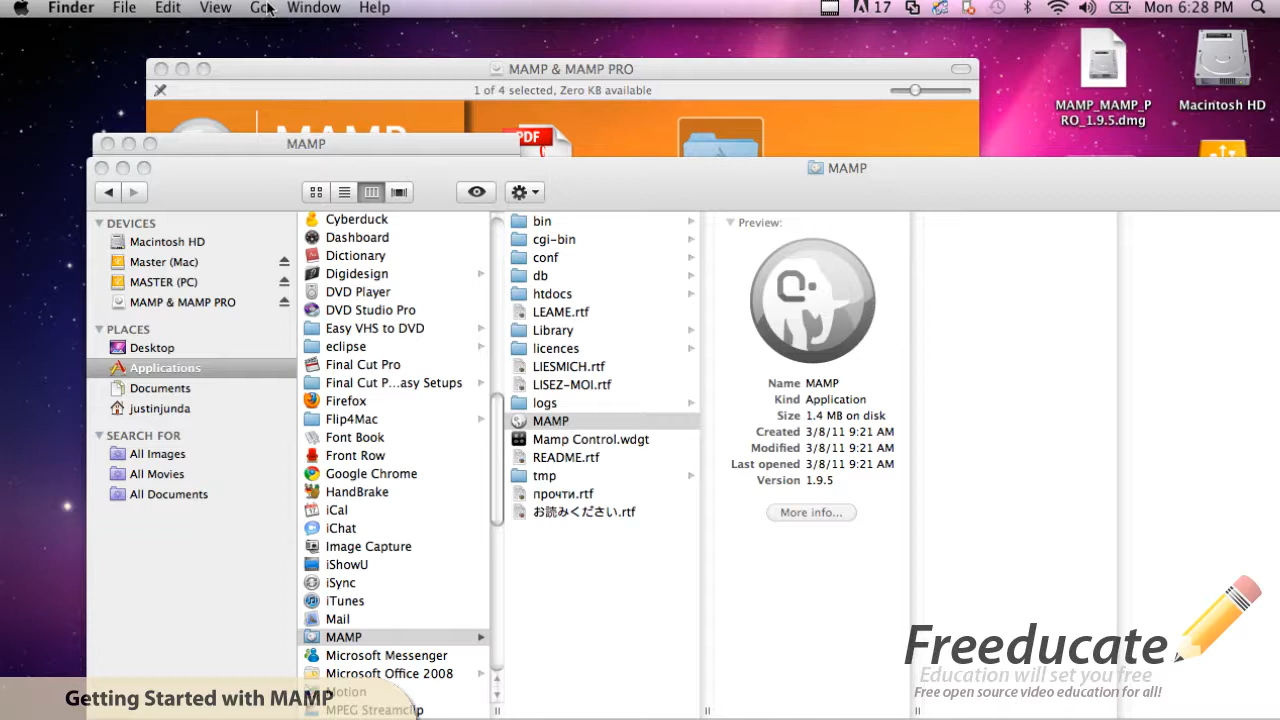 Finder File Edit View Go Window Help 17 Mon 6:28 PM
MAMP & MAMP PRO
1 of 4 selected, Zero KB available
MAMP_MAMP_P
RO_1.9.5.dmg
Macintosh HD
MAMP
PDF
MAMP
MAMP
DEVICES
Macintosh HD
Master (Mac)
MASTER (PC)
MAMP & MAMP PRO
PLACES
Desktop
Applications
Documents
justinjunda
SEARCH FOR
All Images
All Movies
All Documents
Cyberduck
Dashboard
Dictionary
Digidesign
DVD Player
DVD Studio Pro
Easy VHS to DVD
eclipse
Final Cut Pro
Final Cut P...asy Setups
Firefox
Flip4Mac
Font Book
Front Row
Google Chrome
HandBrake
iCal
iChat
Image Capture
iShowU
iSync
iTunes
Mail
MAMP
Microsoft Messenger
Microsoft Office 2008
Motion
MPEG Streamclip
bin
cgi-bin
conf
db
htdocs
LEAME.rtf
Library
licences
LIESMICH.rtf
LISEZ-MOI.rtf
logs
MAMP
Mamp Control.wdgt
README.rtf
tmp
прочти.rtf
お読みください.rtf
Preview:
Name MAMP
Kind Application
Size 1.4 MB on disk
Created 3/8/11 9:21 AM
Modified 3/8/11 9:21 AM
Last opened 3/8/11 9:21 AM
Version 1.9.5
More info...
Freeducate
Education will set you free
Free open source video education for all!
Getting Started with MAMP